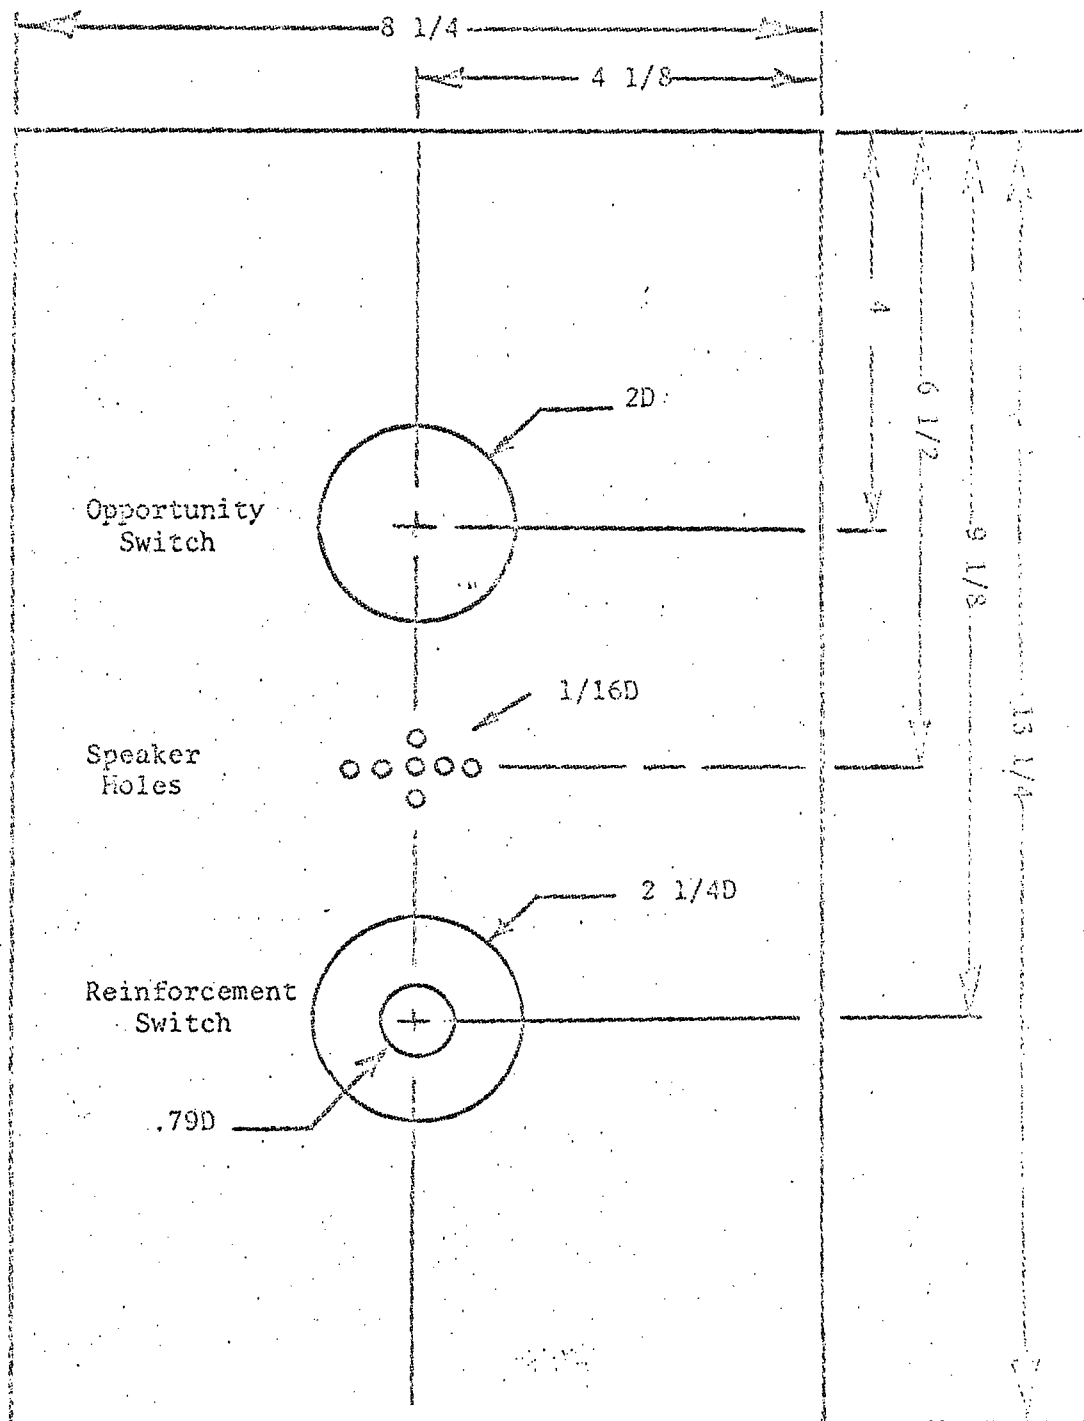 8 1/4
4 1/8
4
6 1/2
9 1/8
13 1/4
2D
Opportunity
Switch
1/16D
Speaker
Holes
2 1/4D
Reinforcement
Switch
.79D